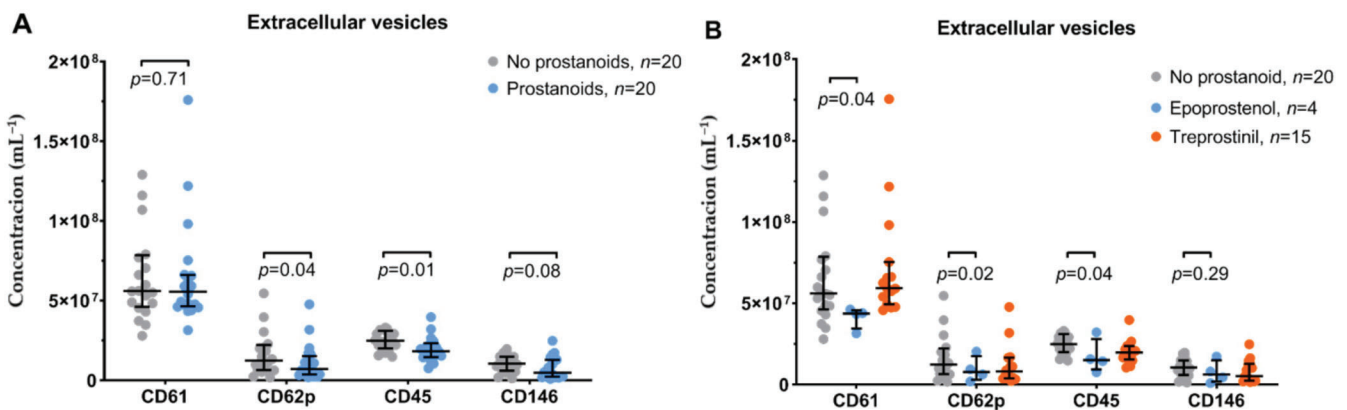 A
Extracellular vesicles
Concentracion (mL⁻¹)
2×10⁸
1.5×10⁸
1×10⁸
5×10⁷
0
p=0.71
No prostanoids, n=20
Prostanoids, n=20
p=0.04
p=0.01
p=0.08
CD61
CD62p
CD45
CD146
B
Extracellular vesicles
Concentracion (mL⁻¹)
2×10⁸
1.5×10⁸
1×10⁸
5×10⁷
0
p=0.04
No prostanoid, n=20
Epoprostenol, n=4
Treprostinil, n=15
p=0.02
p=0.04
p=0.29
CD61
CD62p
CD45
CD146